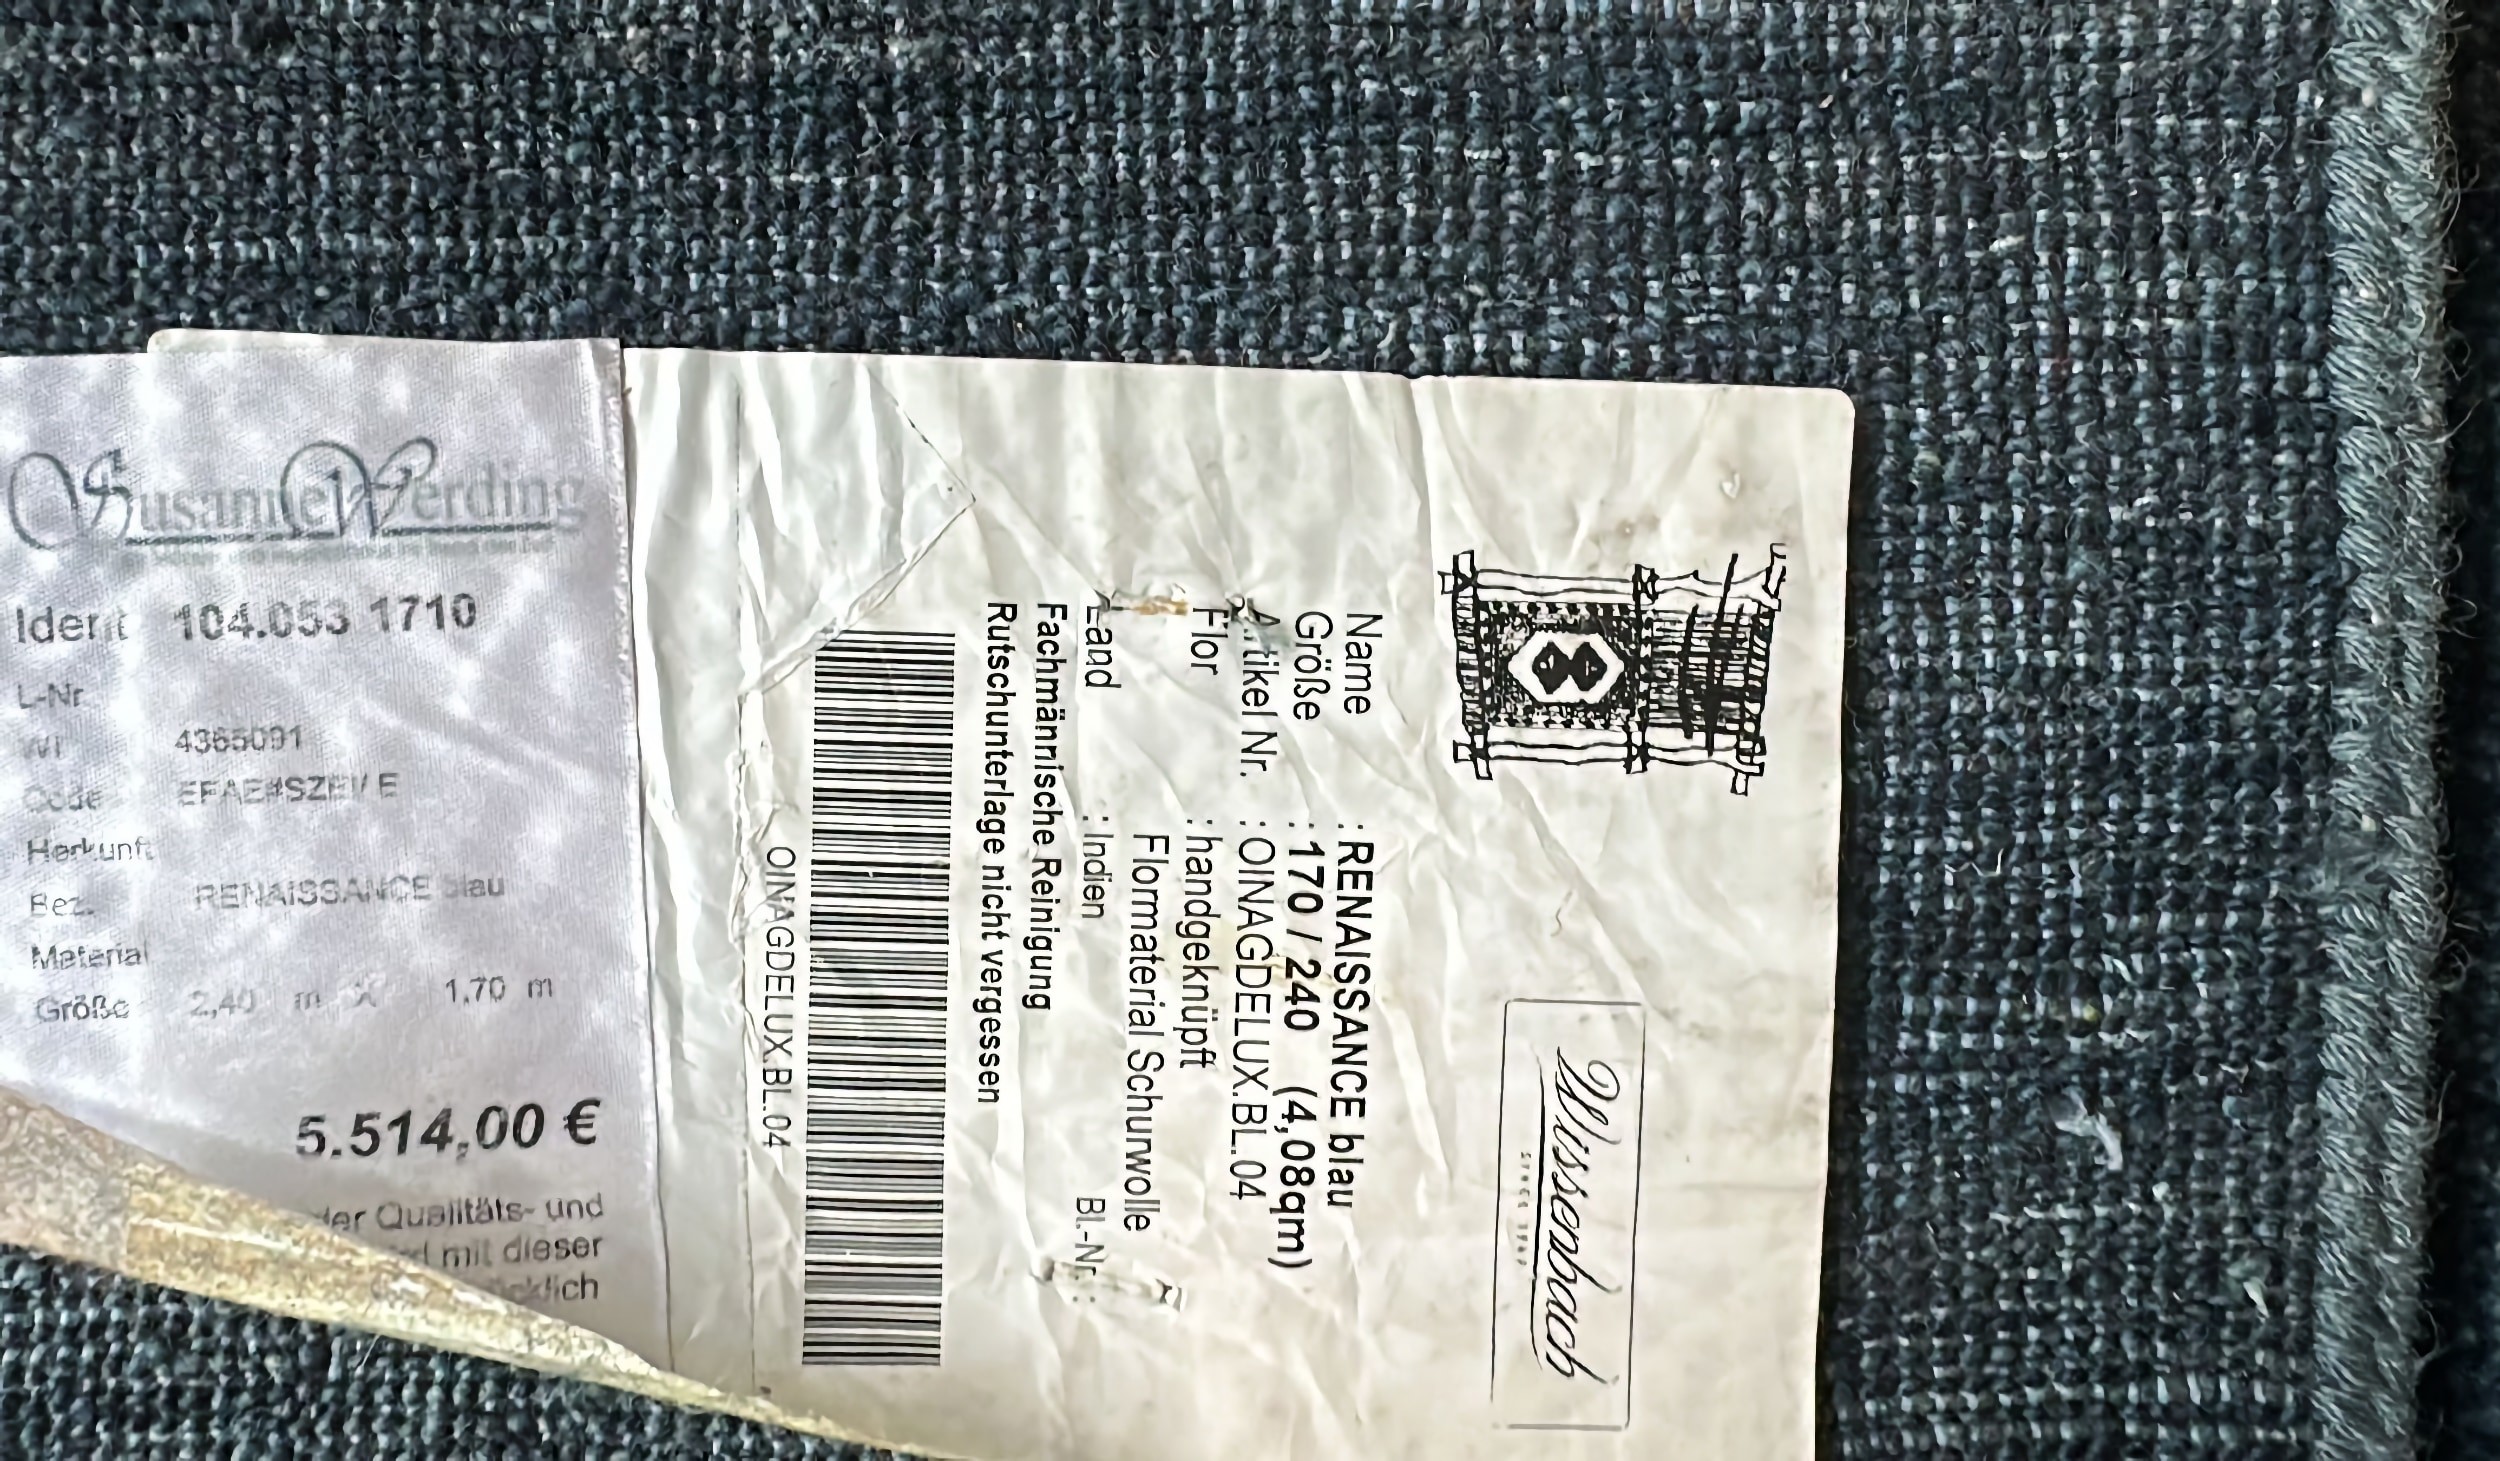 Susanne Werding
Ident 104.053 1710
L-Nr
WI 4365091
Code
Herkunft
Bez. RENAISSANCE blau
Material
Größe 2,40 m X 1,70 m
5.514,00 €
der Qualitäts- und
mit dieser
Wissenbach
Name : RENAISSANCE blau
Größe : 170 / 240 (4,08qm)
Artikel Nr. : OINAGDELUX.BL.04
Flor : handgeknüpft
Flormaterial Schurwolle
Land : Indien Bl.-Nr.:
Fachmännische Reinigung
Rutschunterlage nicht vergessen
OINAGDELUX.BL.04